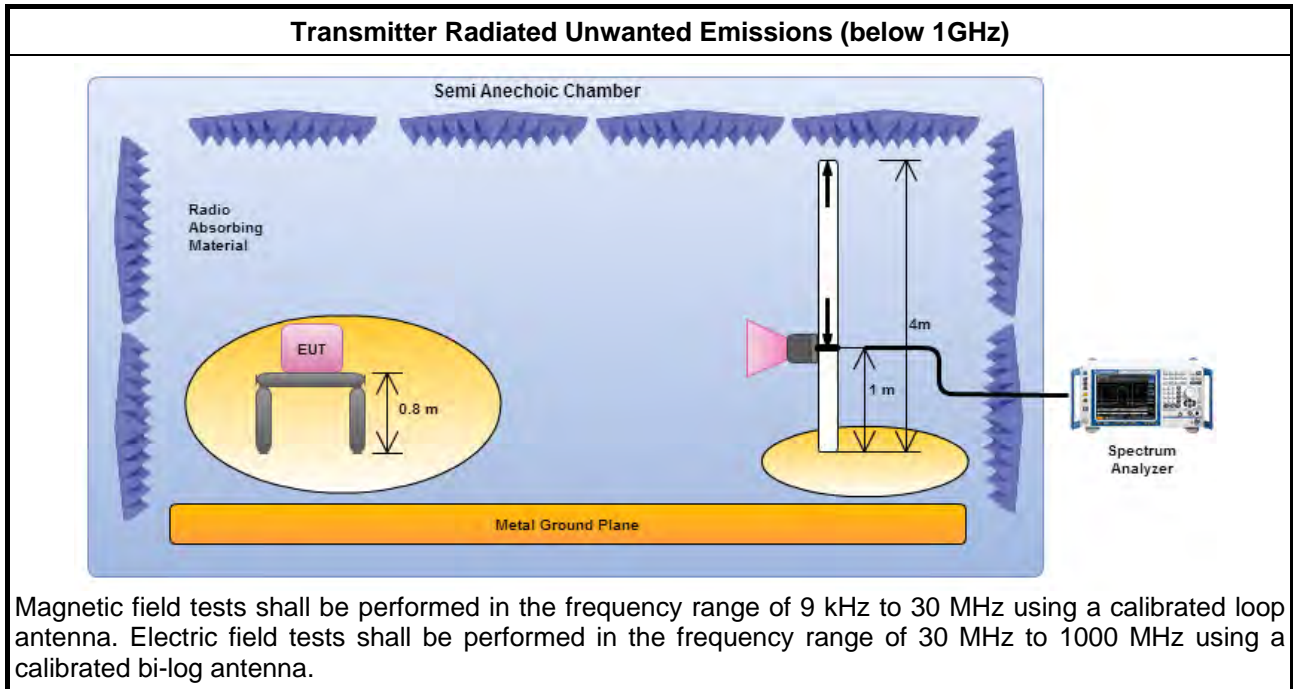 Transmitter Radiated Unwanted Emissions (below 1GHz)
Semi Anechoic Chamber
Radio
Absorbing
Material
EUT
0.8 m
4m
1 m
Spectrum
Analyzer
Metal Ground Plane
Magnetic field tests shall be performed in the frequency range of 9 kHz to 30 MHz using a calibrated loop
antenna. Electric field tests shall be performed in the frequency range of 30 MHz to 1000 MHz using a
calibrated bi-log antenna.